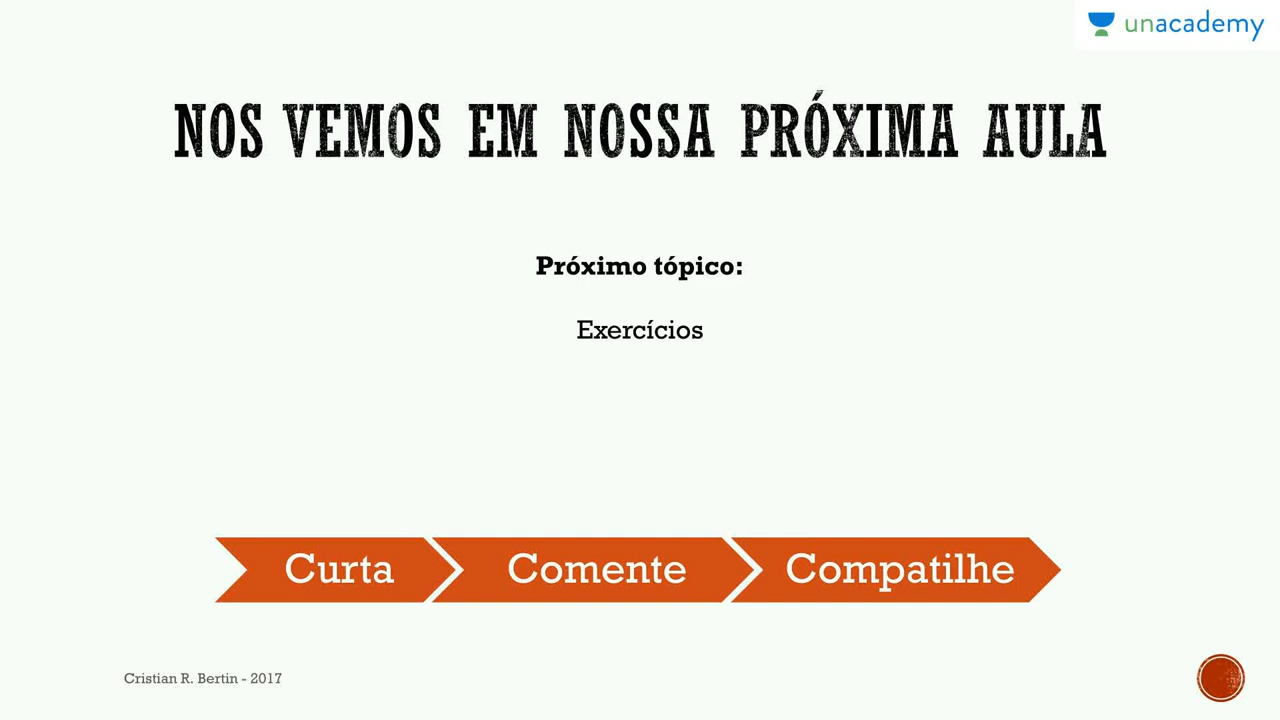 unacademy
NOS VEMOS EM NOSSA PRÓXIMA AULA
Próximo tópico:
Exercícios
Curta
Comente
Compatilhe
Cristian R. Bertin - 2017